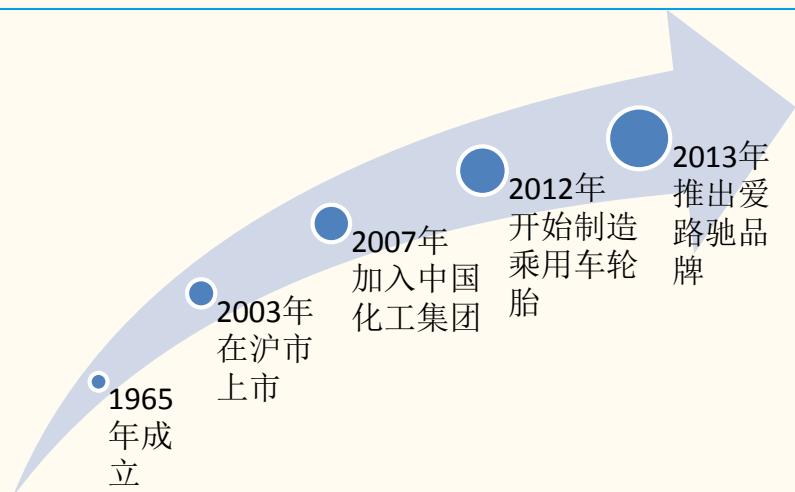 1965
年成
立
2003年
在沪市
上市
2007年
加入中国
化工集团
2012年
开始制造
乘用车轮
胎
2013年
推出爱
路驰品
牌